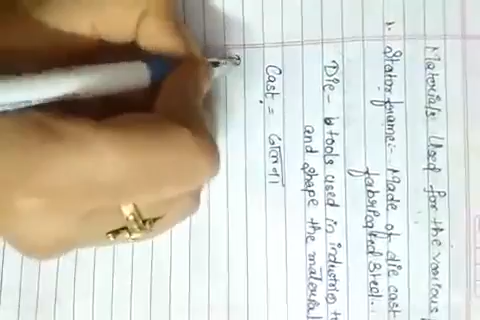 Materials Used for the various
1. Stator frame:- Made of die cast
fabricated steel..
Die - tools used in industries
and shape the material
Cast = ढालना